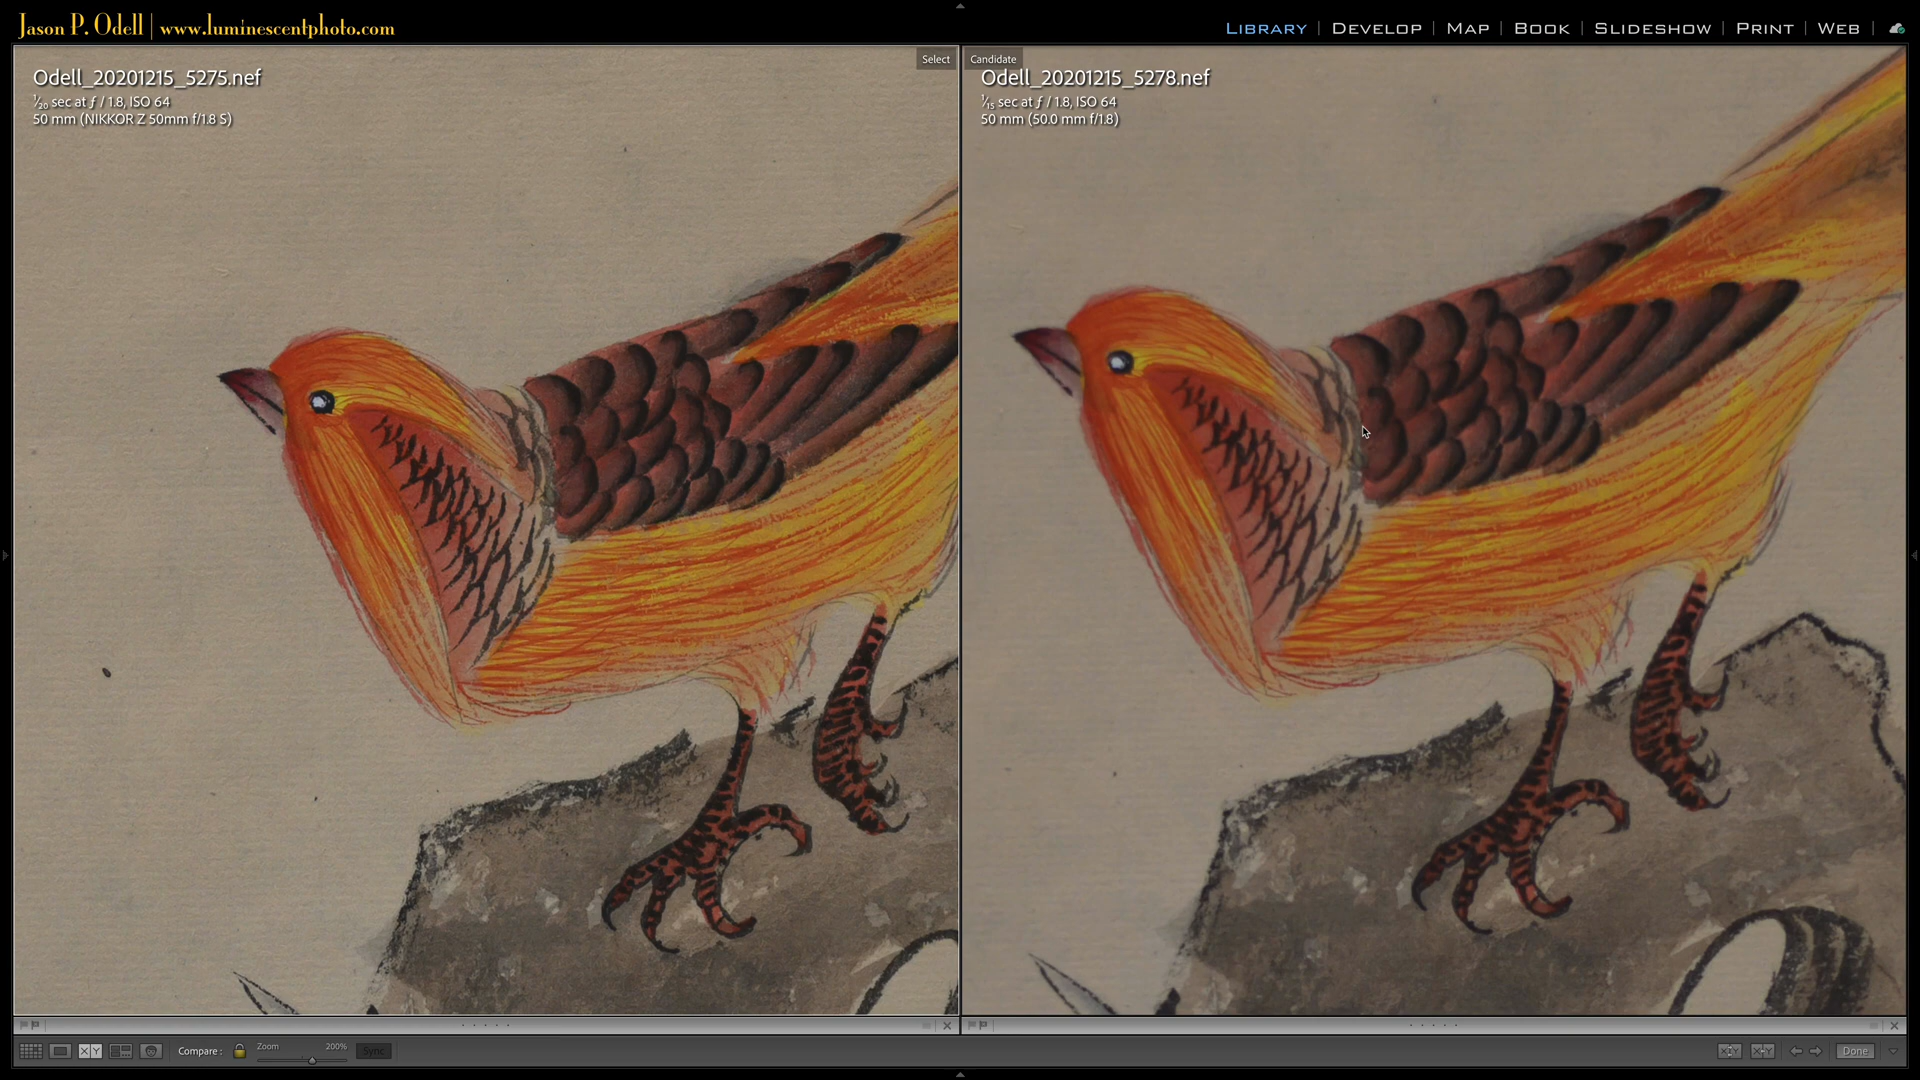 Jason P. Odell | www.luminescentphoto.com
LIBRARY | DEVELOP | MAP | BOOK | SLIDESHOW | PRINT | WEB
Select
Odell_20201215_5275.nef
1/20 sec at ƒ / 1.8, ISO 64
50 mm (NIKKOR Z 50mm f/1.8 S)
Candidate
Odell_20201215_5278.nef
1/15 sec at ƒ / 1.8, ISO 64
50 mm (50.0 mm f/1.8)
X Y
Compare :
Zoom 200%
Sync
Done